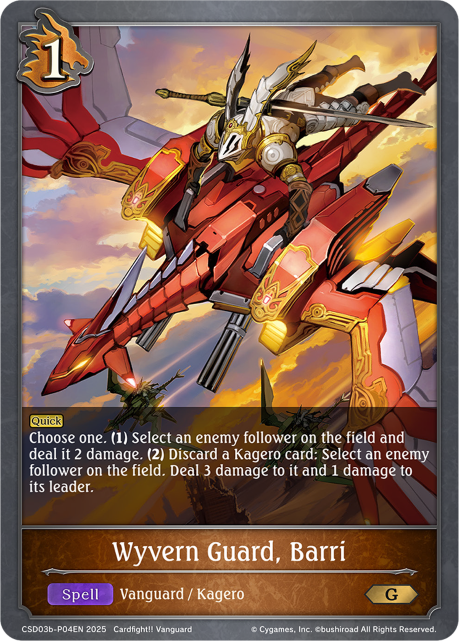 1
Quick
Choose one. (1) Select an enemy follower on the field and
deal it 2 damage. (2) Discard a Kagero card: Select an enemy
follower on the field. Deal 3 damage to it and 1 damage to
its leader.
Wyvern Guard, Barri
Spell Vanguard / Kagero G
CSD03b-P04EN 2025 Cardfight!! Vanguard © Cygames, Inc. ©bushiroad All Rights Reserved.